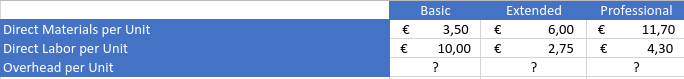 Basic Extended Professional
Direct Materials per Unit € 3,50 € 6,00 € 11,70
Direct Labor per Unit € 10,00 € 2,75 € 4,30
Overhead per Unit ? ? ?